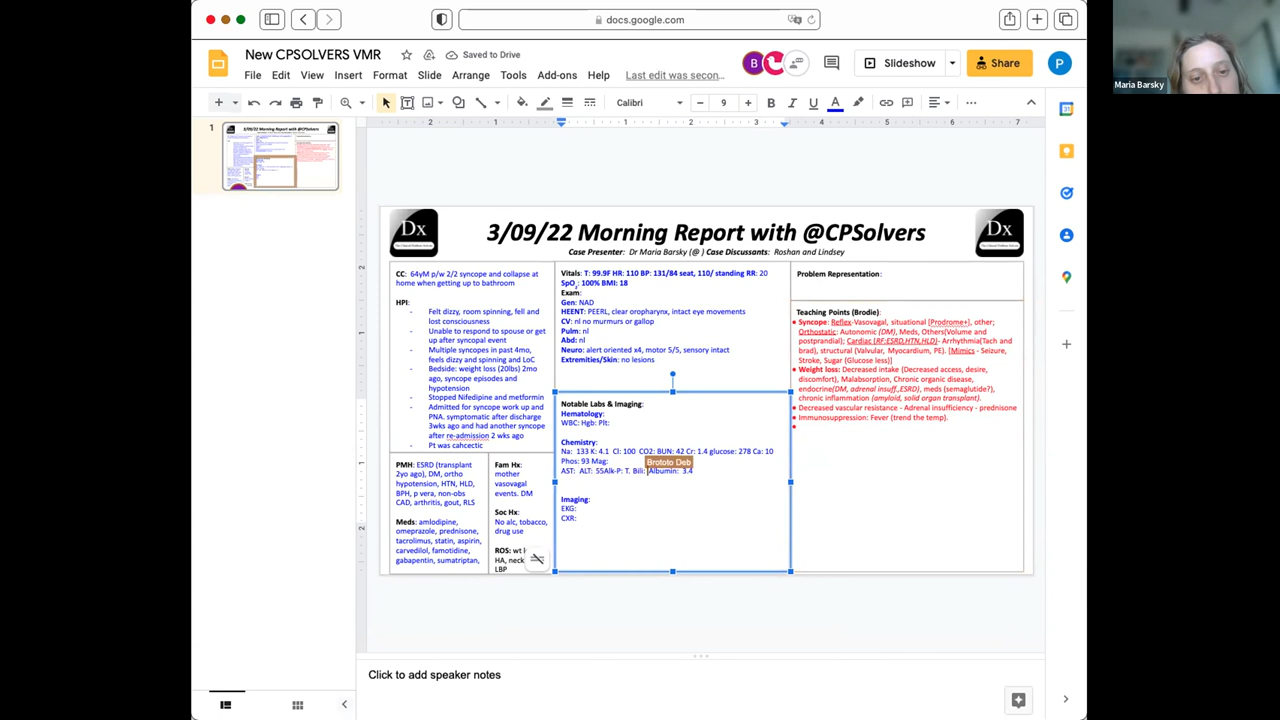 docs.google.com
Maria Barsky
New CPSOLVERS VMR
Saved to Drive
File Edit View Insert Format Slide Arrange Tools Add-ons Help Last edit was secon...
B
Slideshow
Share
P
Calibri
9
1
3/09/22 Morning Report with @CPSolvers
Case Presenter: Dr Maria Barsky (@ ) Case Discussants: Roshan and Lindsey
Dx
Dx
CC: 64yM p/w 2/2 syncope and collapse at
home when getting up to bathroom
HPI:
- Felt dizzy, room spinning, fell and
lost consciousness
- Unable to respond to spouse or get
up after syncopal event
- Multiple syncopes in past 4mo,
feels dizzy and spinning and LoC
- Bedside: weight loss (20lbs) 2mo
ago, syncope episodes and
hypotension
- Stopped Nifedipine and metformin
- Admitted for syncope work up and
PNA. symptomatic after discharge
3wks ago and had another syncope
after re-admission 2 wks ago
- Pt was cahcectic
PMH: ESRD (transplant
2yo ago), DM, ortho
hypotension, HTN, HLD,
BPH, p vera, non-obs
CAD, arthritis, gout, RLS
Meds: amlodipine,
omeprazole, prednisone,
tacrolimus, statin, aspirin,
carvedilol, famotidine,
gabapentin, sumatriptan,
Fam Hx:
mother
vasovagal
events. DM
Soc Hx:
No alc, tobacco,
drug use
ROS: wt
HA, neck
LBP
Vitals: T: 99.9F HR: 110 BP: 131/84 seat, 110/ standing RR: 20
SpO2: 100% BMI: 18
Exam:
Gen: NAD
HEENT: PEERL, clear oropharynx, intact eye movements
CV: nl no murmurs or gallop
Pulm: nl
Abd: nl
Neuro: alert oriented x4, motor 5/5, sensory intact
Extremities/Skin: no lesions
Notable Labs & Imaging:
Hematology:
WBC: Hgb: Plt:
Chemistry:
Na: 133 K: 4.1 Cl: 100 CO2: BUN: 42 Cr: 1.4 glucose: 278 Ca: 10
Phos: 93 Mag:
Brototo Deb
AST: ALT: 55Alk-P: T. Bili: Albumin: 3.4
Imaging:
EKG:
CXR:
Problem Representation:
Teaching Points (Brodie):
Syncope: Reflex-Vasovagal, situational [Prodrome+], other;
Orthostatic: Autonomic (DM), Meds, Others(Volume and
postprandial); Cardiac [RF:ESRD,HTN,HLD)- Arrhythmia(Tach and
brad), structural (Valvular, Myocardium, PE). [Mimics - Seizure,
Stroke, Sugar (Glucose less)]
Weight loss: Decreased intake (Decreased access, desire,
discomfort), Malabsorption, Chronic organic disease,
endocrine(DM, adrenal insuff.,ESRD), meds (semaglutide?),
chronic inflammation (amyloid, solid organ transplant).
Decreased vascular resistance - Adrenal insufficiency - prednisone
Immunosuppression: Fever (trend the temp).
Click to add speaker notes